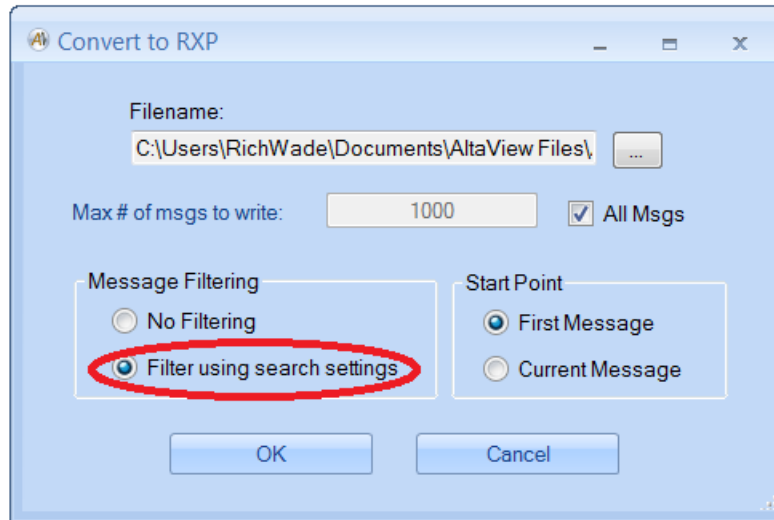 Convert to RXP
Filename:
C:\Users\RichWade\Documents\AltaView Files\,
...
Max # of msgs to write: 1000 All Msgs
Message Filtering
No Filtering
Filter using search settings
Start Point
First Message
Current Message
OK Cancel